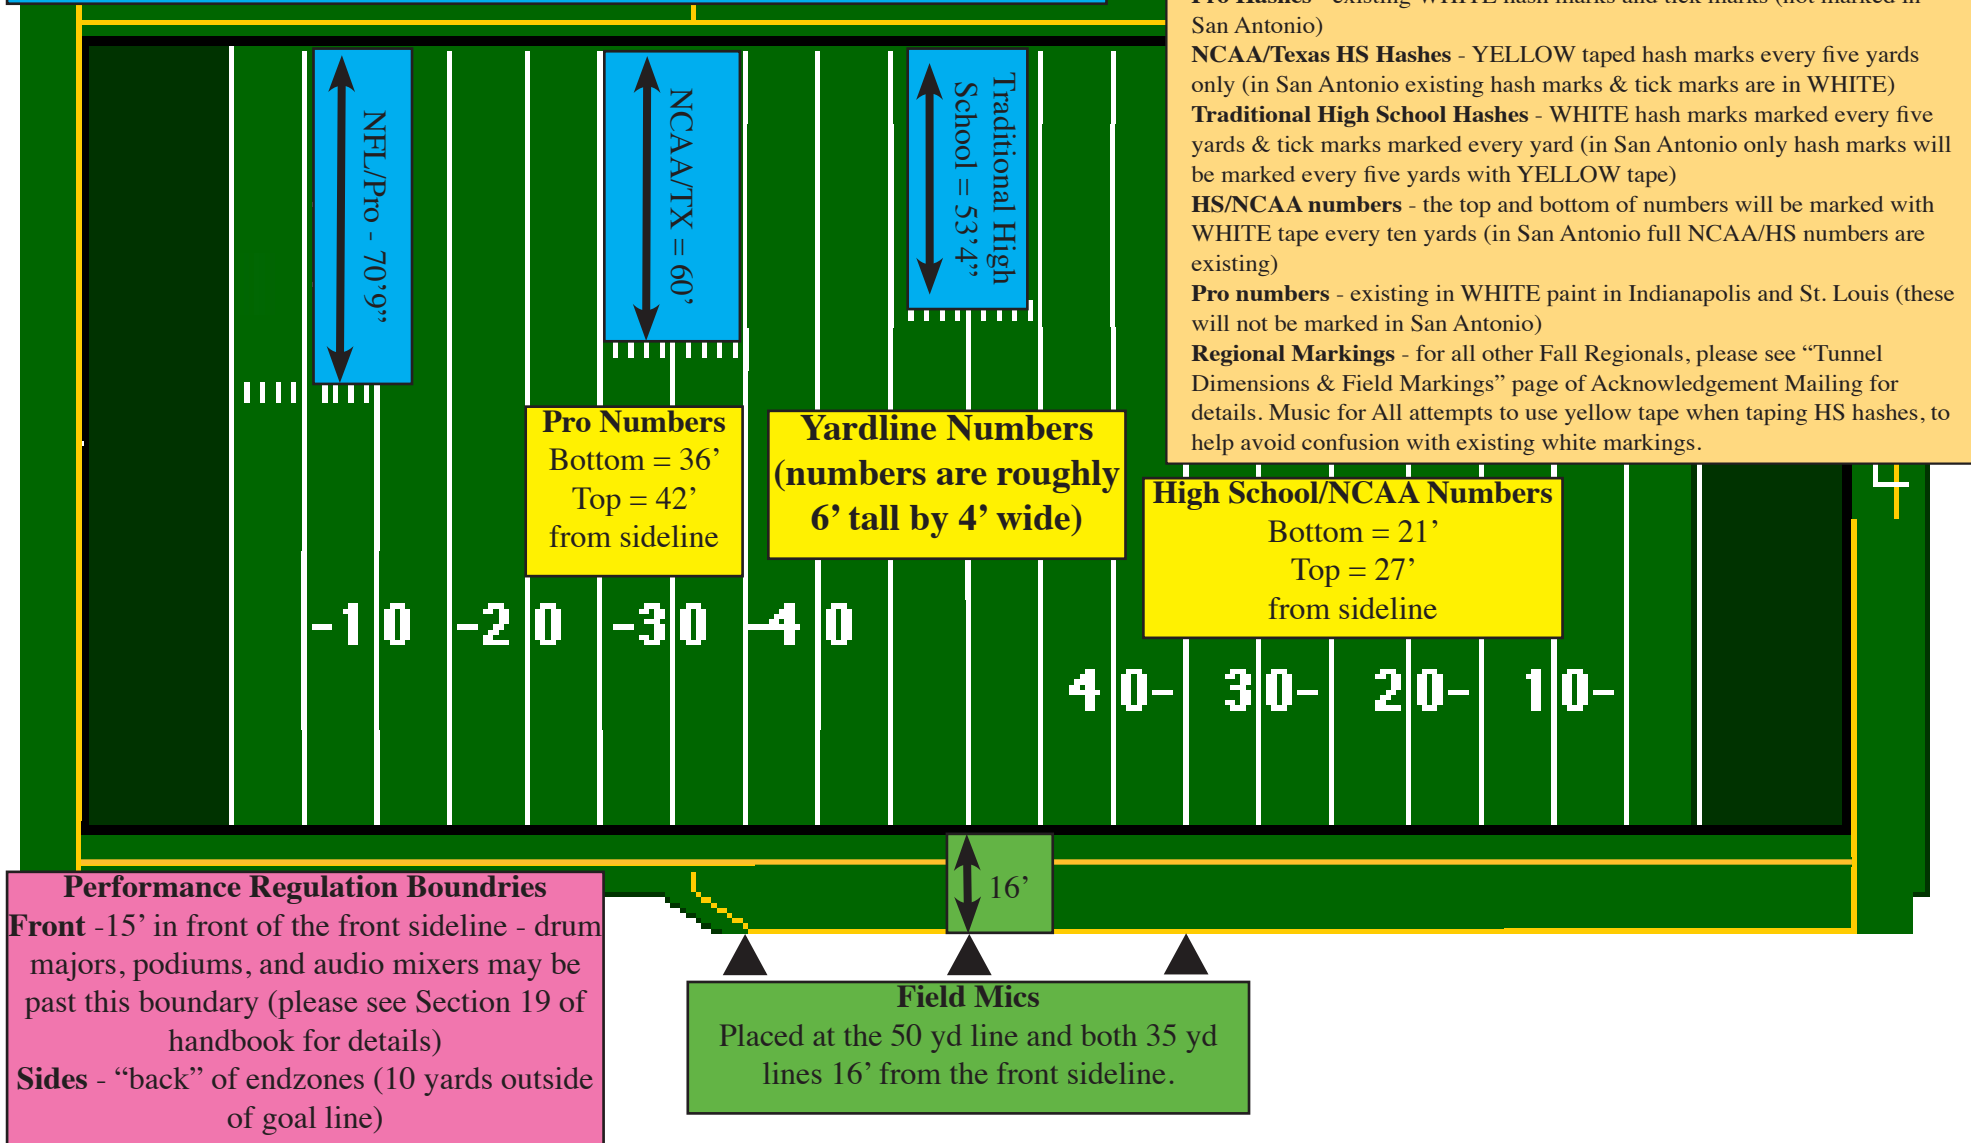 Pro Hashes - existing WHITE hash marks and tick marks (not marked in
San Antonio)
NCAA/Texas HS Hashes - YELLOW taped hash marks every five yards
only (in San Antonio existing hash marks & tick marks are in WHITE)
Traditional High School Hashes - WHITE hash marks marked every five
yards & tick marks marked every yard (in San Antonio only hash marks will
be marked every five yards with YELLOW tape)
HS/NCAA numbers - the top and bottom of numbers will be marked with
WHITE tape every ten yards (in San Antonio full NCAA/HS numbers are
existing)
Pro numbers - existing in WHITE paint in Indianapolis and St. Louis (these
will not be marked in San Antonio)
Regional Markings - for all other Fall Regionals, please see “Tunnel
Dimensions & Field Markings” page of Acknowledgement Mailing for
details. Music for All attempts to use yellow tape when taping HS hashes, to
help avoid confusion with existing white markings.
NFL/Pro - 70’9”
NCAA/TX = 60’
Traditional High
School = 53’4”
Pro Numbers
Bottom = 36’
Top = 42’
from sideline
Yardline Numbers
(numbers are roughly
6’ tall by 4’ wide)
High School/NCAA Numbers
Bottom = 21’
Top = 27’
from sideline
-10 -20 -30 -40
40- 30- 20- 10-
16’
Performance Regulation Boundries
Front -15’ in front of the front sideline - drum
majors, podiums, and audio mixers may be
past this boundary (please see Section 19 of
handbook for details)
Sides - “back” of endzones (10 yards outside
of goal line)
Field Mics
Placed at the 50 yd line and both 35 yd
lines 16’ from the front sideline.